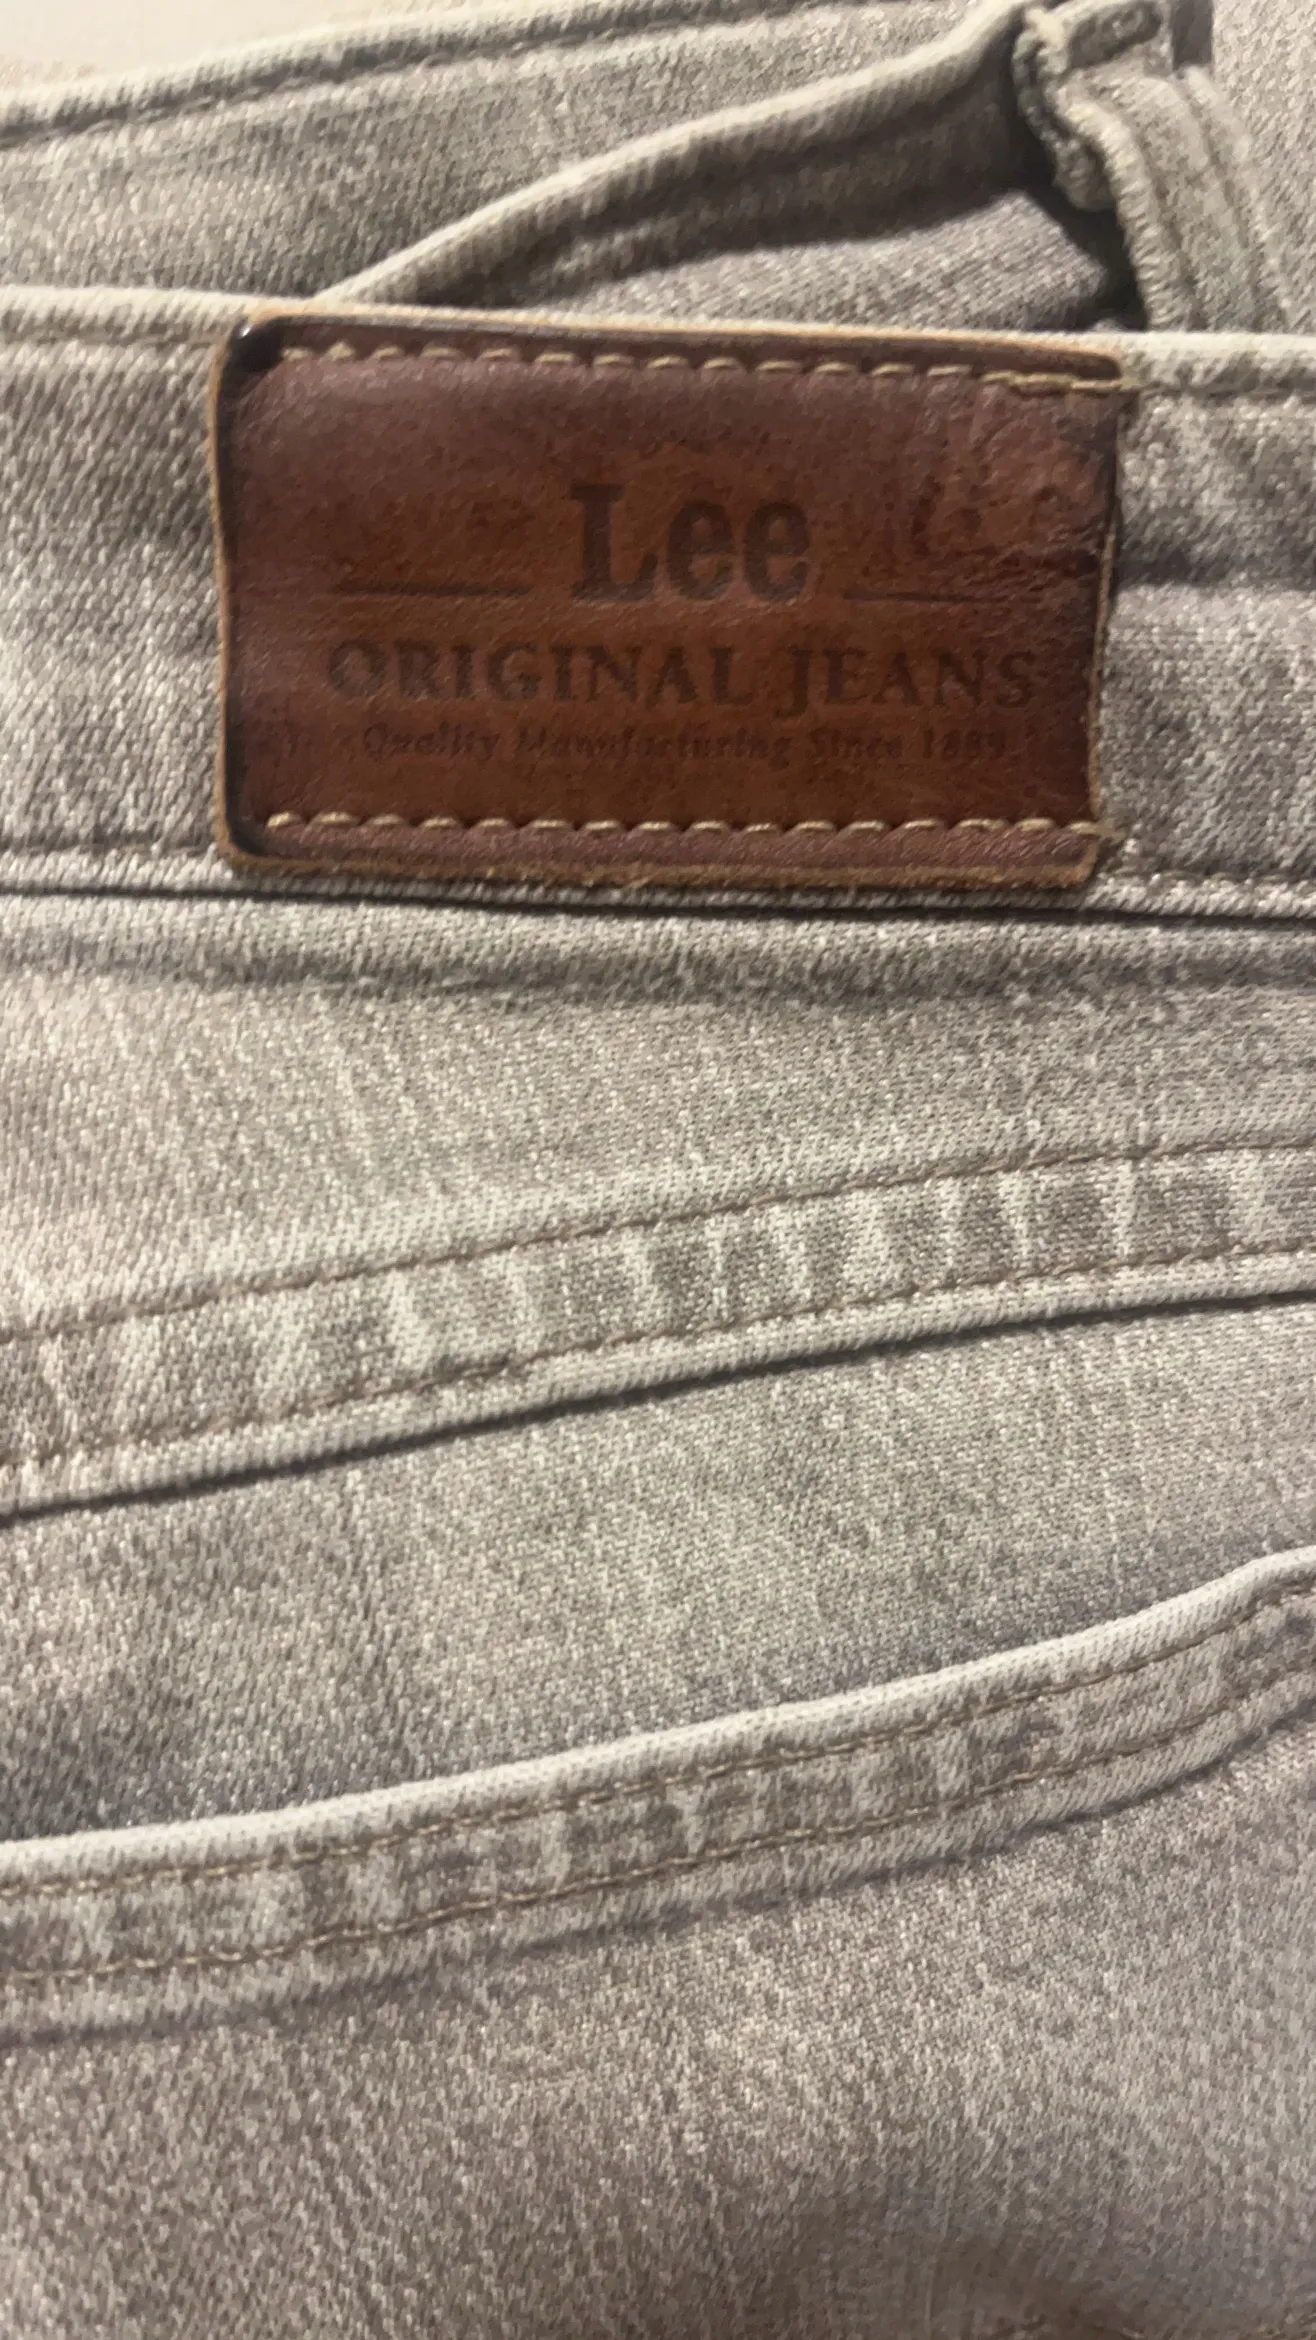 Lee
ORIGINAL JEANS
Quality Manufacturing Since 1889